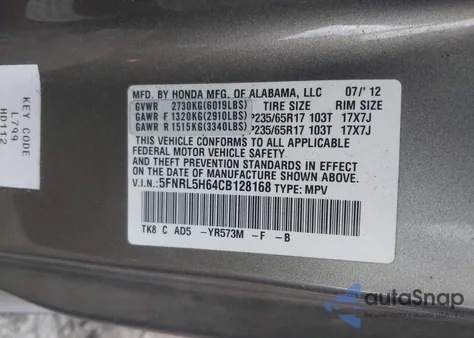 KEY CODE
L799
HD112
MFD. BY HONDA MFG. OF ALABAMA, LLC 07/'12
GVWR 2730KG(6019LBS) TIRE SIZE RIM SIZE
GAWR F 1320KG(2910LBS) P235/65R17 103T 17X7J
GAWR R 1515KG(3340LBS) P235/65R17 103T 17X7J
THIS VEHICLE CONFORMS TO ALL APPLICABLE
FEDERAL MOTOR VEHICLE SAFETY
STANDARDS IN EFFECT ON THE
DATE OF MANUFACTURE SHOWN ABOVE.
V.I.N.: 5FNRL5H64CB128168 TYPE: MPV
TK8 C AD5 -YR573M -F -B
autoSnap